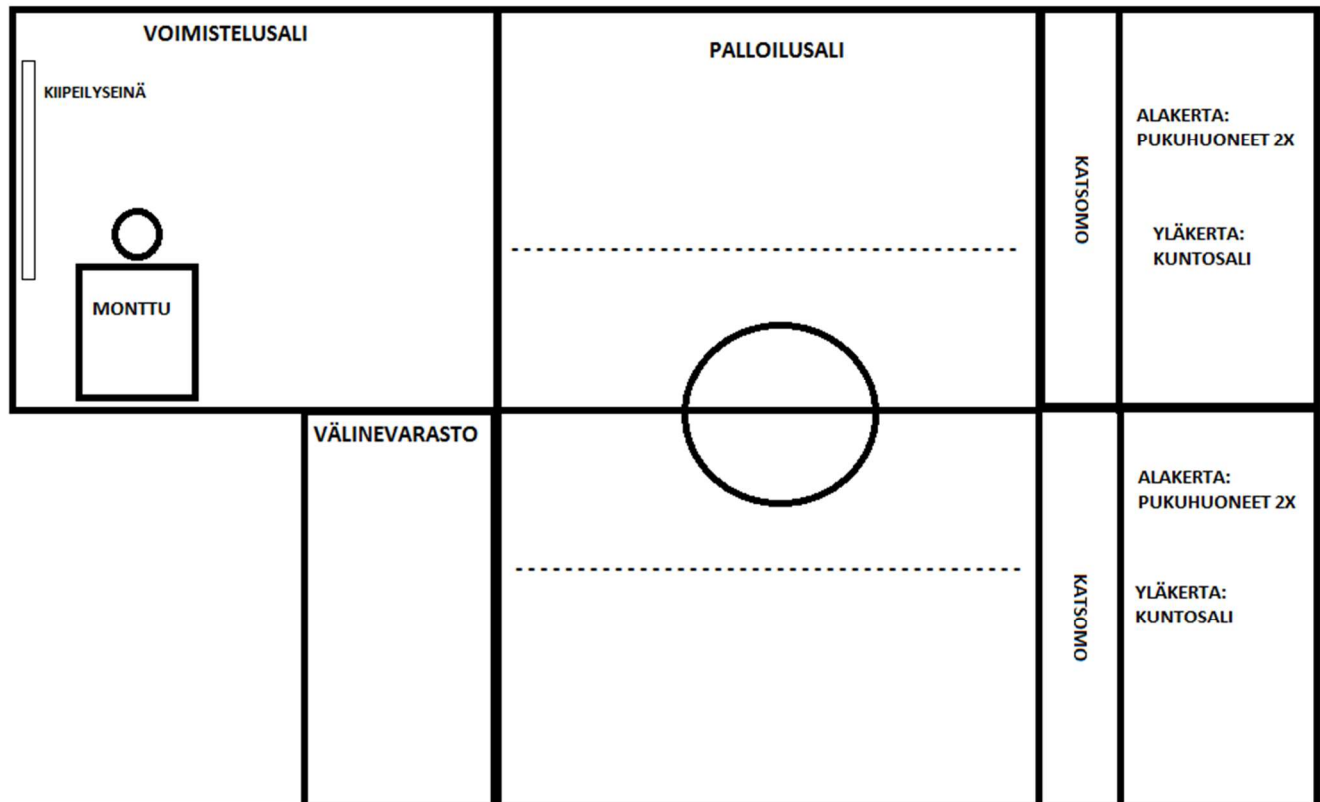 VOIMISTELUSALI
KIIPEILYSEINÄ
MONTTU
VÄLINEVARASTO
PALLOILUSALI
KATSOMO
ALAKERTA:
PUKUHUONEET 2X
YLÄKERTA:
KUNTOSALI
KATSOMO
ALAKERTA:
PUKUHUONEET 2X
YLÄKERTA:
KUNTOSALI